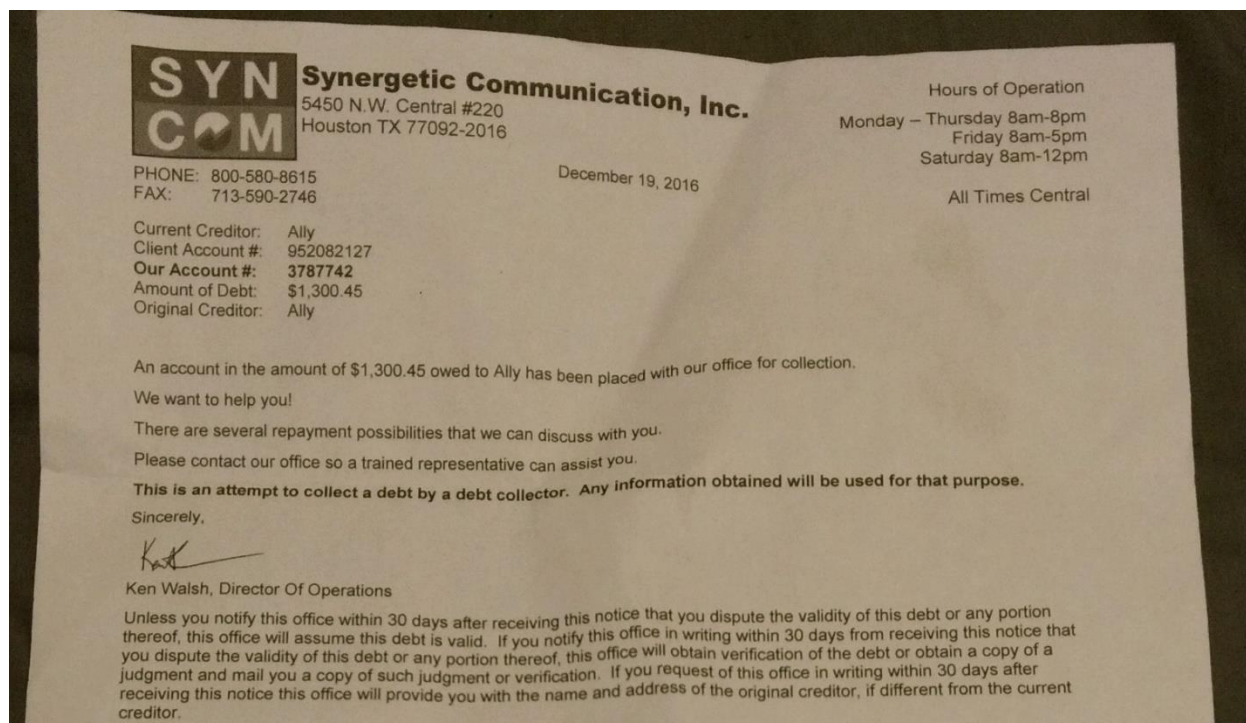 SYN
COM
Synergetic Communication, Inc.
5450 N.W. Central #220
Houston TX 77092-2016
PHONE: 800-580-8615
FAX: 713-590-2746
December 19, 2016
Hours of Operation
Monday – Thursday 8am-8pm
Friday 8am-5pm
Saturday 8am-12pm
All Times Central
Current Creditor: Ally
Client Account #: 952082127
Our Account #: 3787742
Amount of Debt: $1,300.45
Original Creditor: Ally
An account in the amount of $1,300.45 owed to Ally has been placed with our office for collection.
We want to help you!
There are several repayment possibilities that we can discuss with you.
Please contact our office so a trained representative can assist you.
This is an attempt to collect a debt by a debt collector. Any information obtained will be used for that purpose.
Sincerely,
Ken Walsh, Director Of Operations
Unless you notify this office within 30 days after receiving this notice that you dispute the validity of this debt or any portion
thereof, this office will assume this debt is valid. If you notify this office in writing within 30 days from receiving this notice that
you dispute the validity of this debt or any portion thereof, this office will obtain verification of the debt or obtain a copy of a
judgment and mail you a copy of such judgment or verification. If you request of this office in writing within 30 days after
receiving this notice this office will provide you with the name and address of the original creditor, if different from the current
creditor.